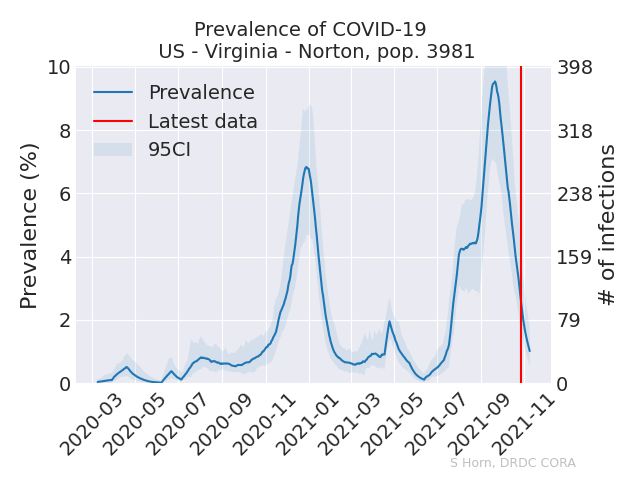 Prevalence of COVID-19
US - Virginia - Norton, pop. 3981
Prevalence (%)
10
8
6
4
2
0
Prevalence
Latest data
95CI
398
318
238
159
79
0
# of infections
2020-03
2020-05
2020-07
2020-09
2020-11
2021-01
2021-03
2021-05
2021-07
2021-09
2021-11
S Horn, DRDC CORA